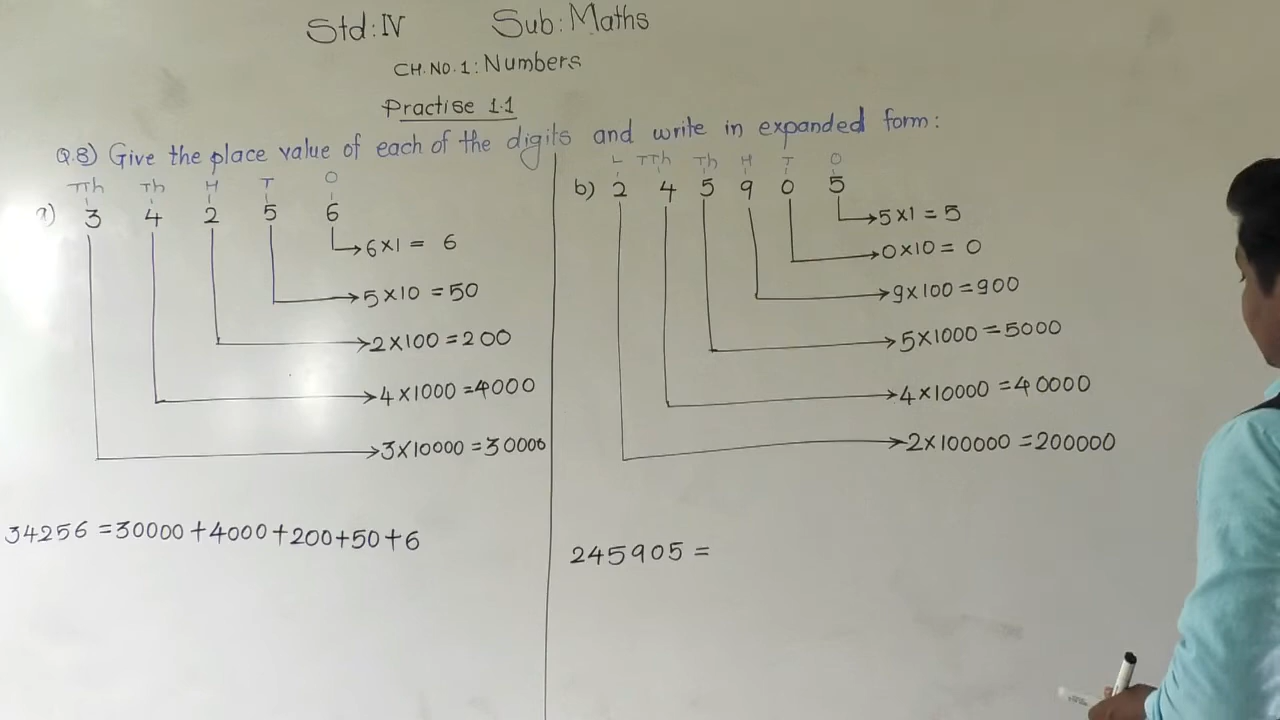 Std: IV Sub: Maths
CH. NO. 1: Numbers
Practise 1.1
Q.8) Give the place value of each of the digits and write in expanded form:
TTh Th H T O
a) 3 4 2 5 6
6×1 = 6
5×10 = 50
2×100 = 200
4×1000 = 4000
3×10000 = 30000
34256 = 30000+4000+200+50+6
L TTh Th H T O
b) 2 4 5 9 0 5
5×1 = 5
0×10 = 0
9×100 = 900
5×1000 = 5000
4×10000 = 40000
2×100000 = 200000
245905 =